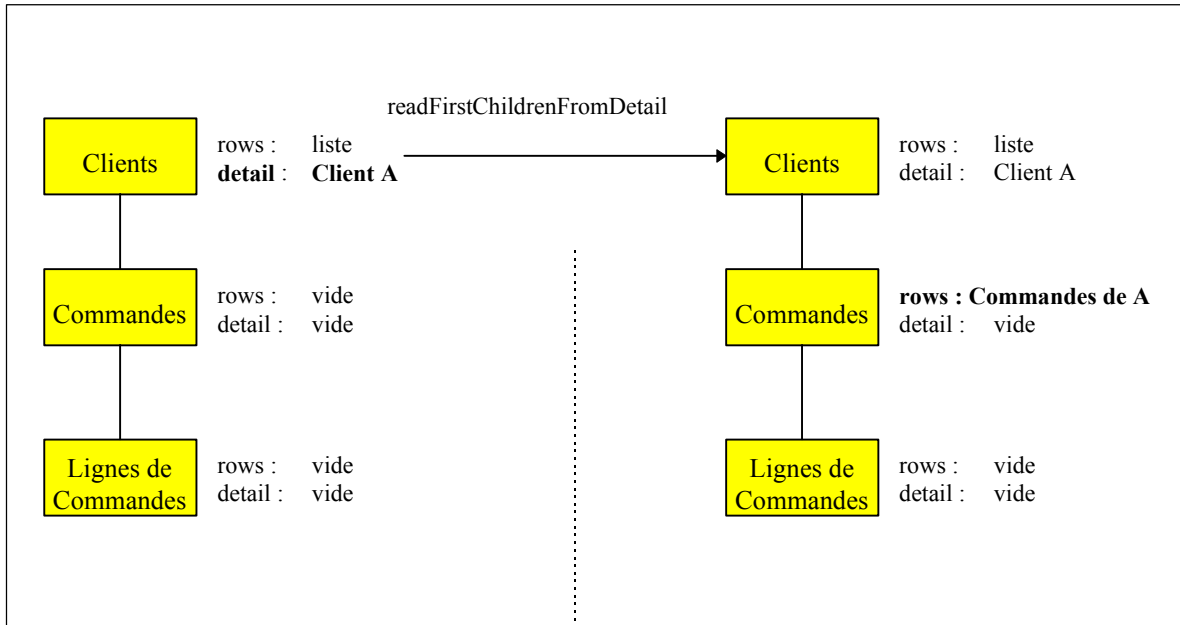 readFirstChildrenFromDetail
Clients
rows : liste
detail : Client A
Commandes
rows : vide
detail : vide
Lignes de
Commandes
rows : vide
detail : vide
Clients
rows : liste
detail : Client A
Commandes
rows : Commandes de A
detail : vide
Lignes de
Commandes
rows : vide
detail : vide